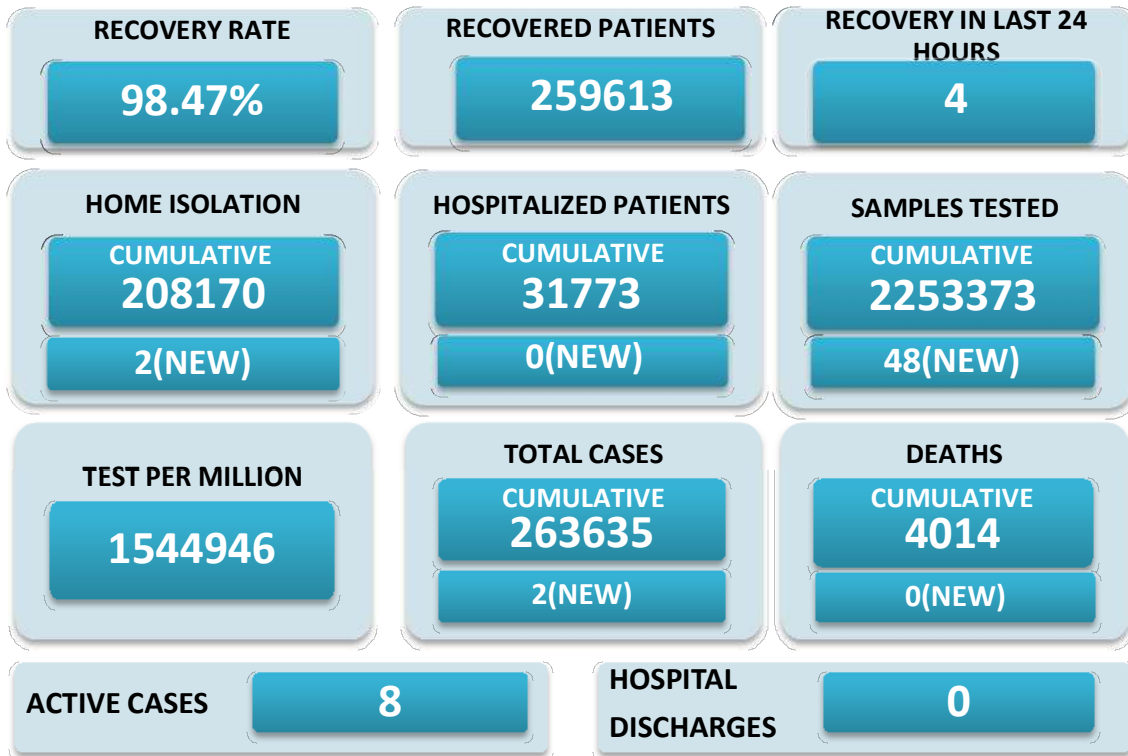 RECOVERY RATE
98.47%
RECOVERED PATIENTS
259613
RECOVERY IN LAST 24
HOURS
4
HOME ISOLATION
CUMULATIVE
208170
2(NEW)
HOSPITALIZED PATIENTS
CUMULATIVE
31773
0(NEW)
SAMPLES TESTED
CUMULATIVE
2253373
48(NEW)
TEST PER MILLION
1544946
TOTAL CASES
CUMULATIVE
263635
2(NEW)
DEATHS
CUMULATIVE
4014
0(NEW)
ACTIVE CASES
8
HOSPITAL
DISCHARGES
0